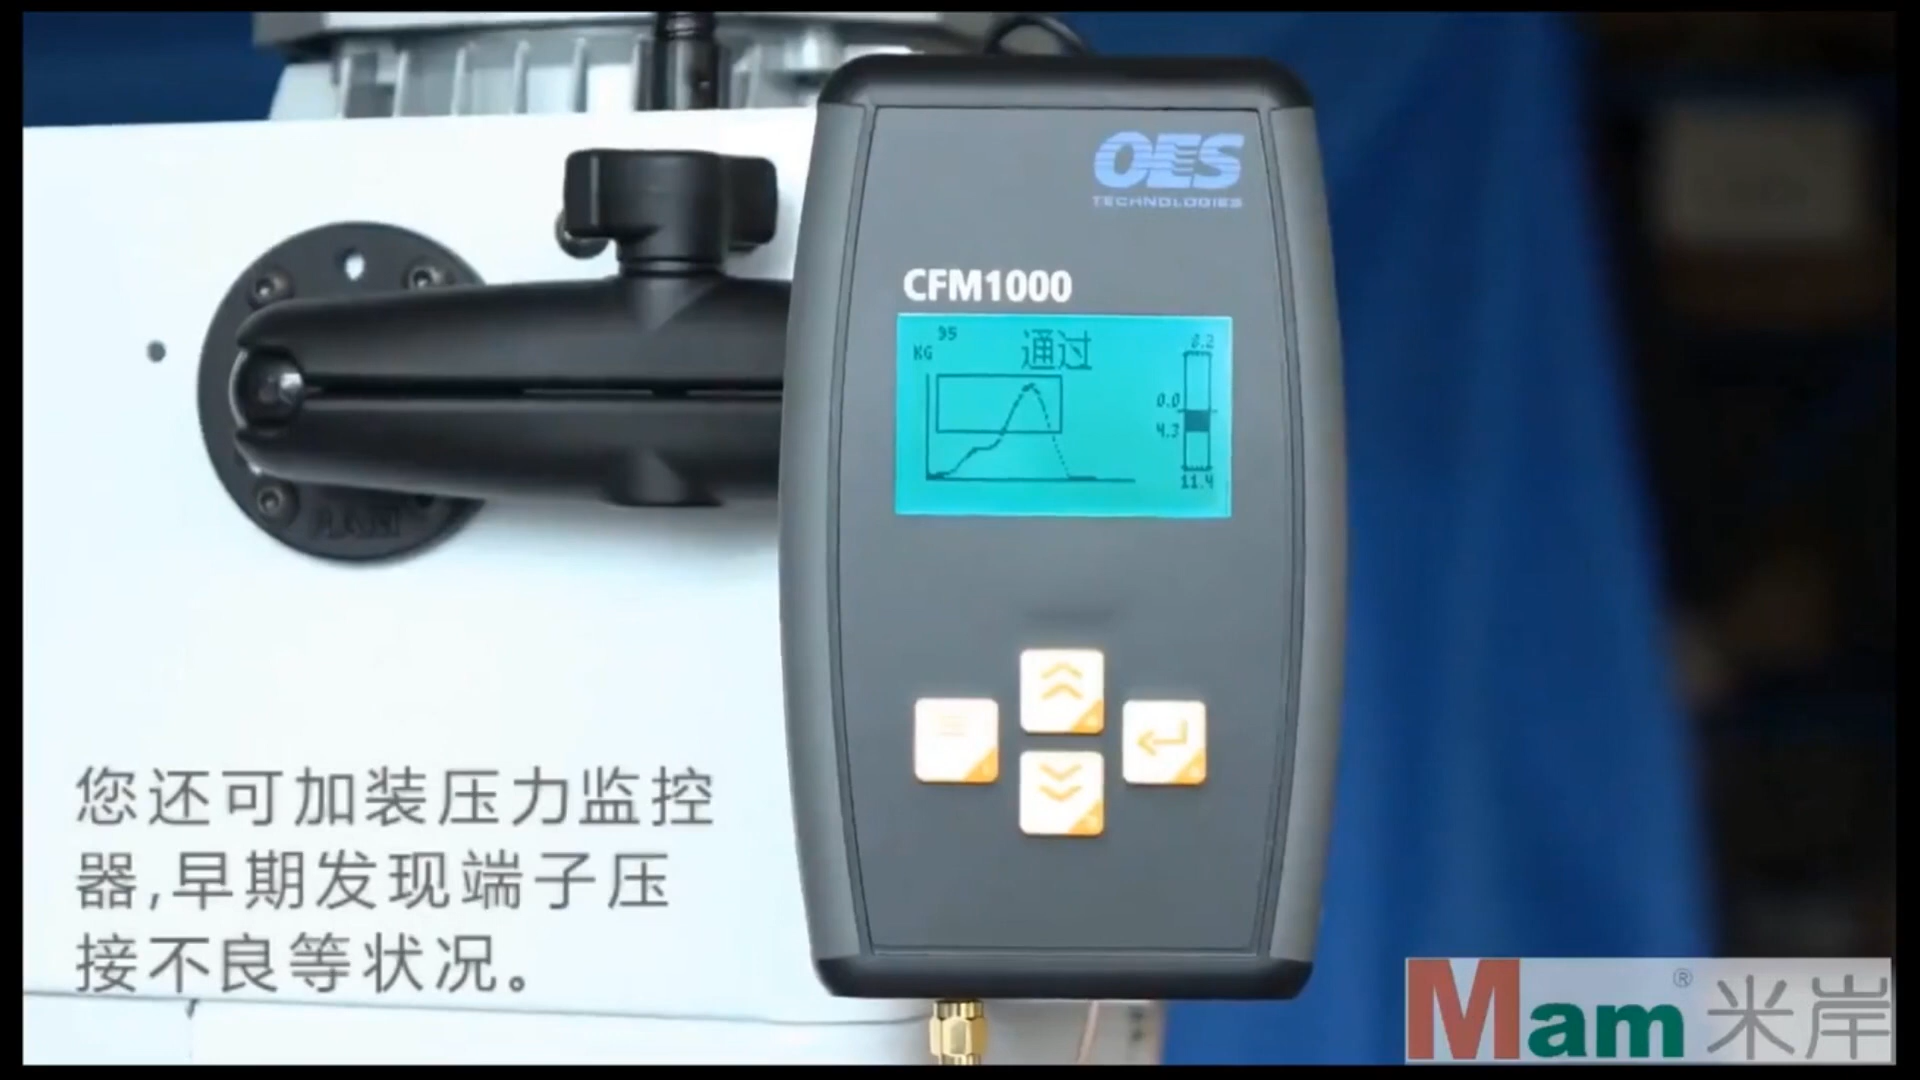 OES
TECHNOLOGIES
CFM1000
95
KG
通过
8.2
0.0
4.3
11.4
您还可加装压力监控
器,早期发现端子压
接不良等状况。
Mam® 米岸